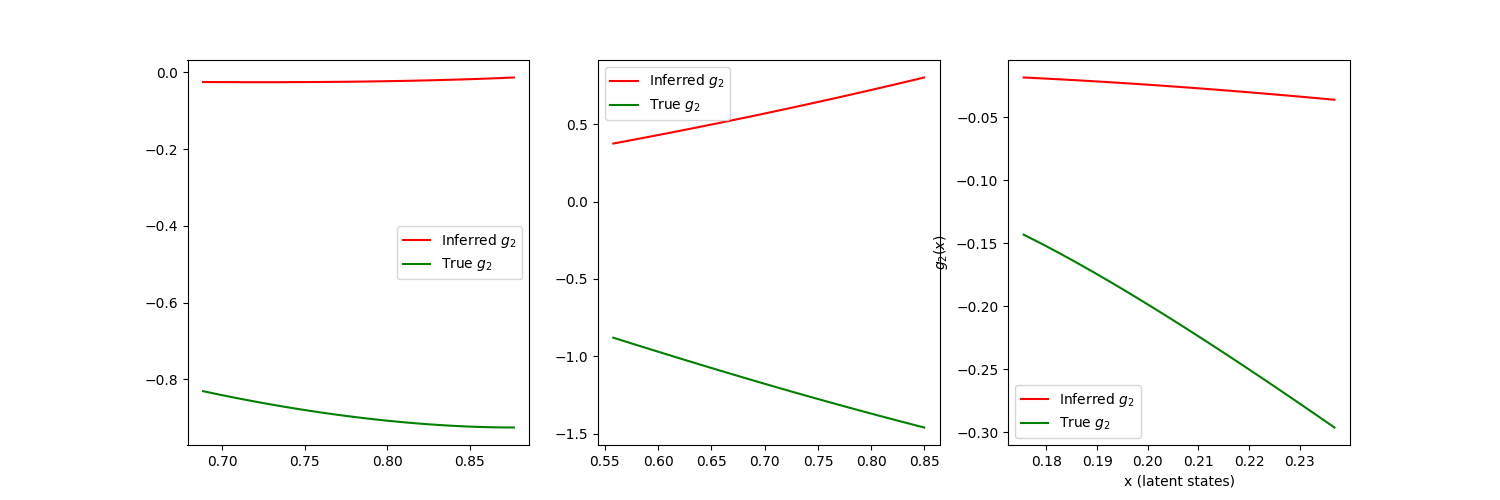 0.0
−0.2
−0.4
−0.6
−0.8
0.70 0.75 0.80 0.85
Inferred g₂
True g₂
0.5
0.0
−0.5
−1.0
−1.5
0.55 0.60 0.65 0.70 0.75 0.80 0.85
Inferred g₂
True g₂
g₂(x)
−0.05
−0.10
−0.15
−0.20
−0.25
−0.30
0.18 0.19 0.20 0.21 0.22 0.23
x (latent states)
Inferred g₂
True g₂